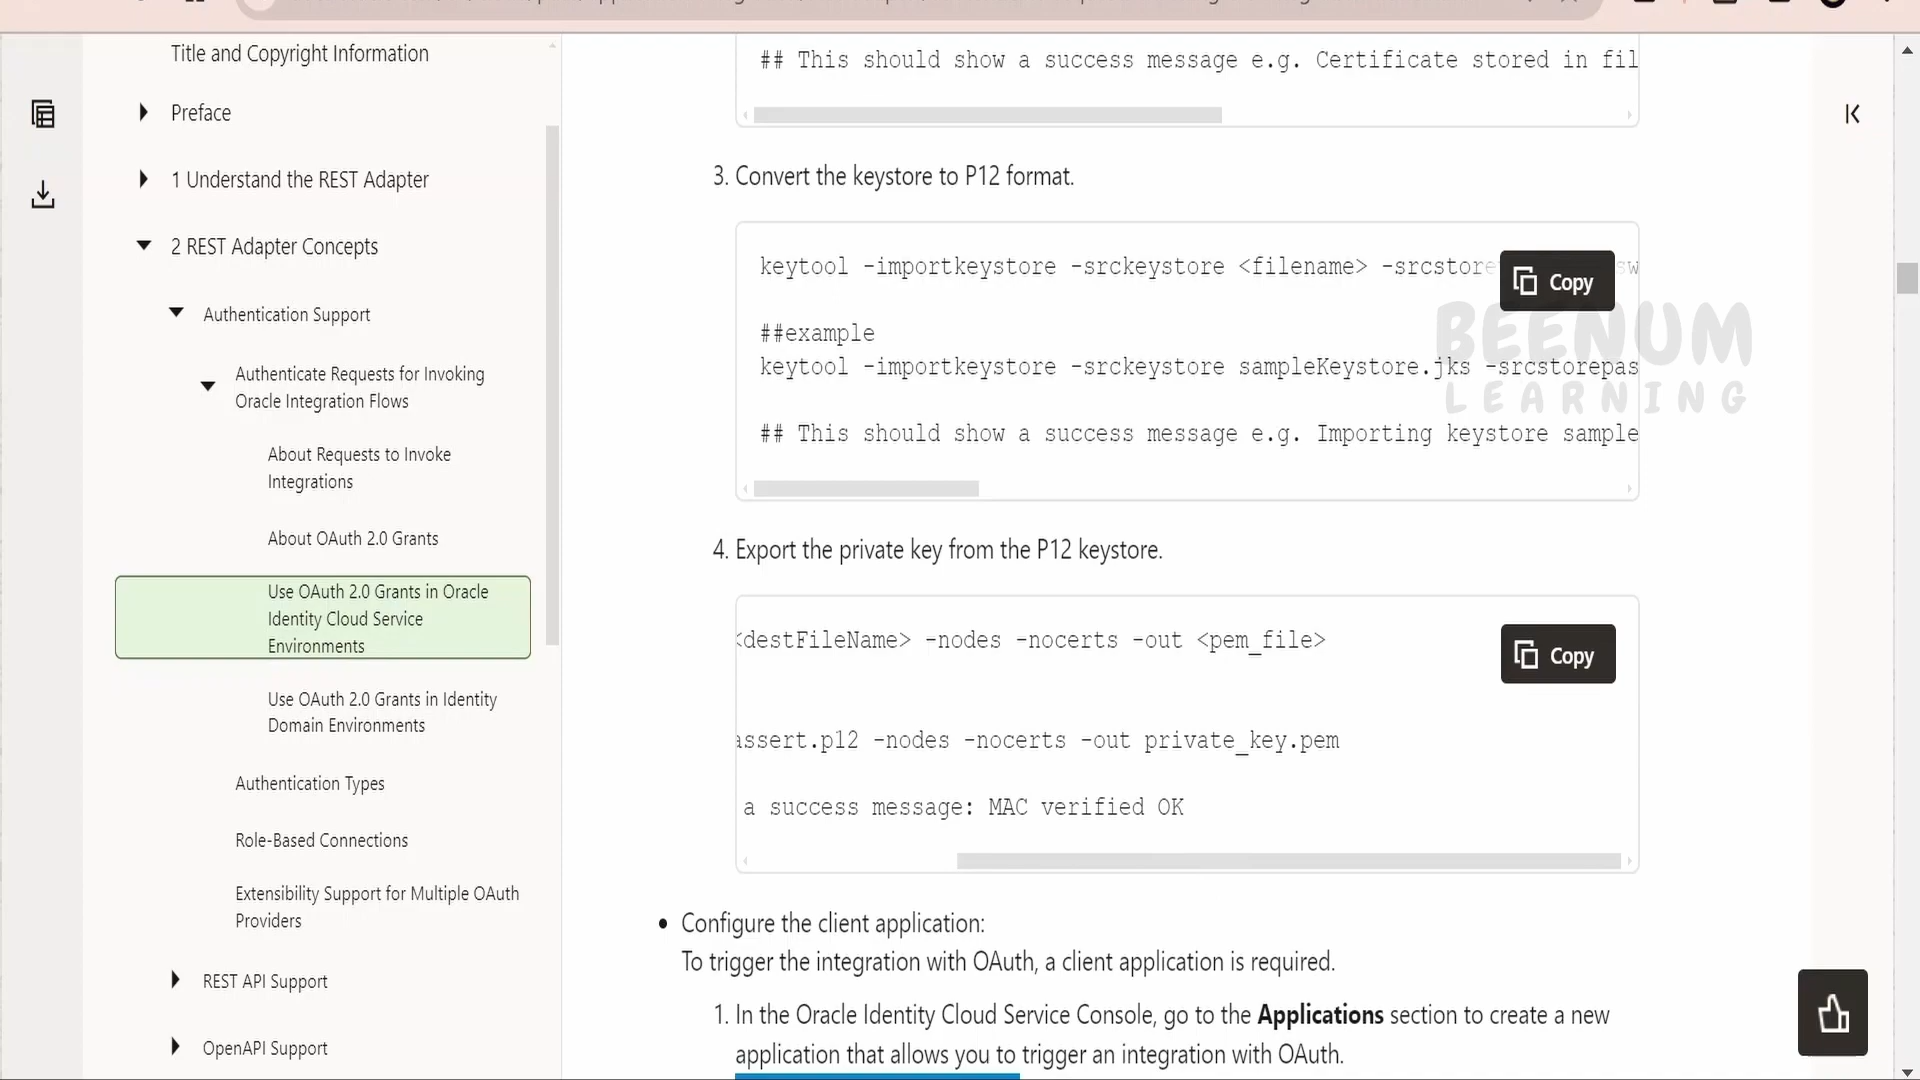 Title and Copyright Information
Preface
1 Understand the REST Adapter
2 REST Adapter Concepts
Authentication Support
Authenticate Requests for Invoking
Oracle Integration Flows
About Requests to Invoke
Integrations
About OAuth 2.0 Grants
Use OAuth 2.0 Grants in Oracle
Identity Cloud Service
Environments
Use OAuth 2.0 Grants in Identity
Domain Environments
Authentication Types
Role-Based Connections
Extensibility Support for Multiple OAuth
Providers
REST API Support
OpenAPI Support
## This should show a success message e.g. Certificate stored in fil
3. Convert the keystore to P12 format.
keytool -importkeystore -srckeystore <filename> -srcstore
Copy
##example
keytool -importkeystore -srckeystore sampleKeystore.jks -srcstorepas
## This should show a success message e.g. Importing keystore sample
BEENUM
LEARNING
4. Export the private key from the P12 keystore.
<destFileName> -nodes -nocerts -out <pem_file>
Copy
assert.p12 -nodes -nocerts -out private_key.pem
a success message: MAC verified OK
• Configure the client application:
To trigger the integration with OAuth, a client application is required.
1. In the Oracle Identity Cloud Service Console, go to the Applications section to create a new
application that allows you to trigger an integration with OAuth.